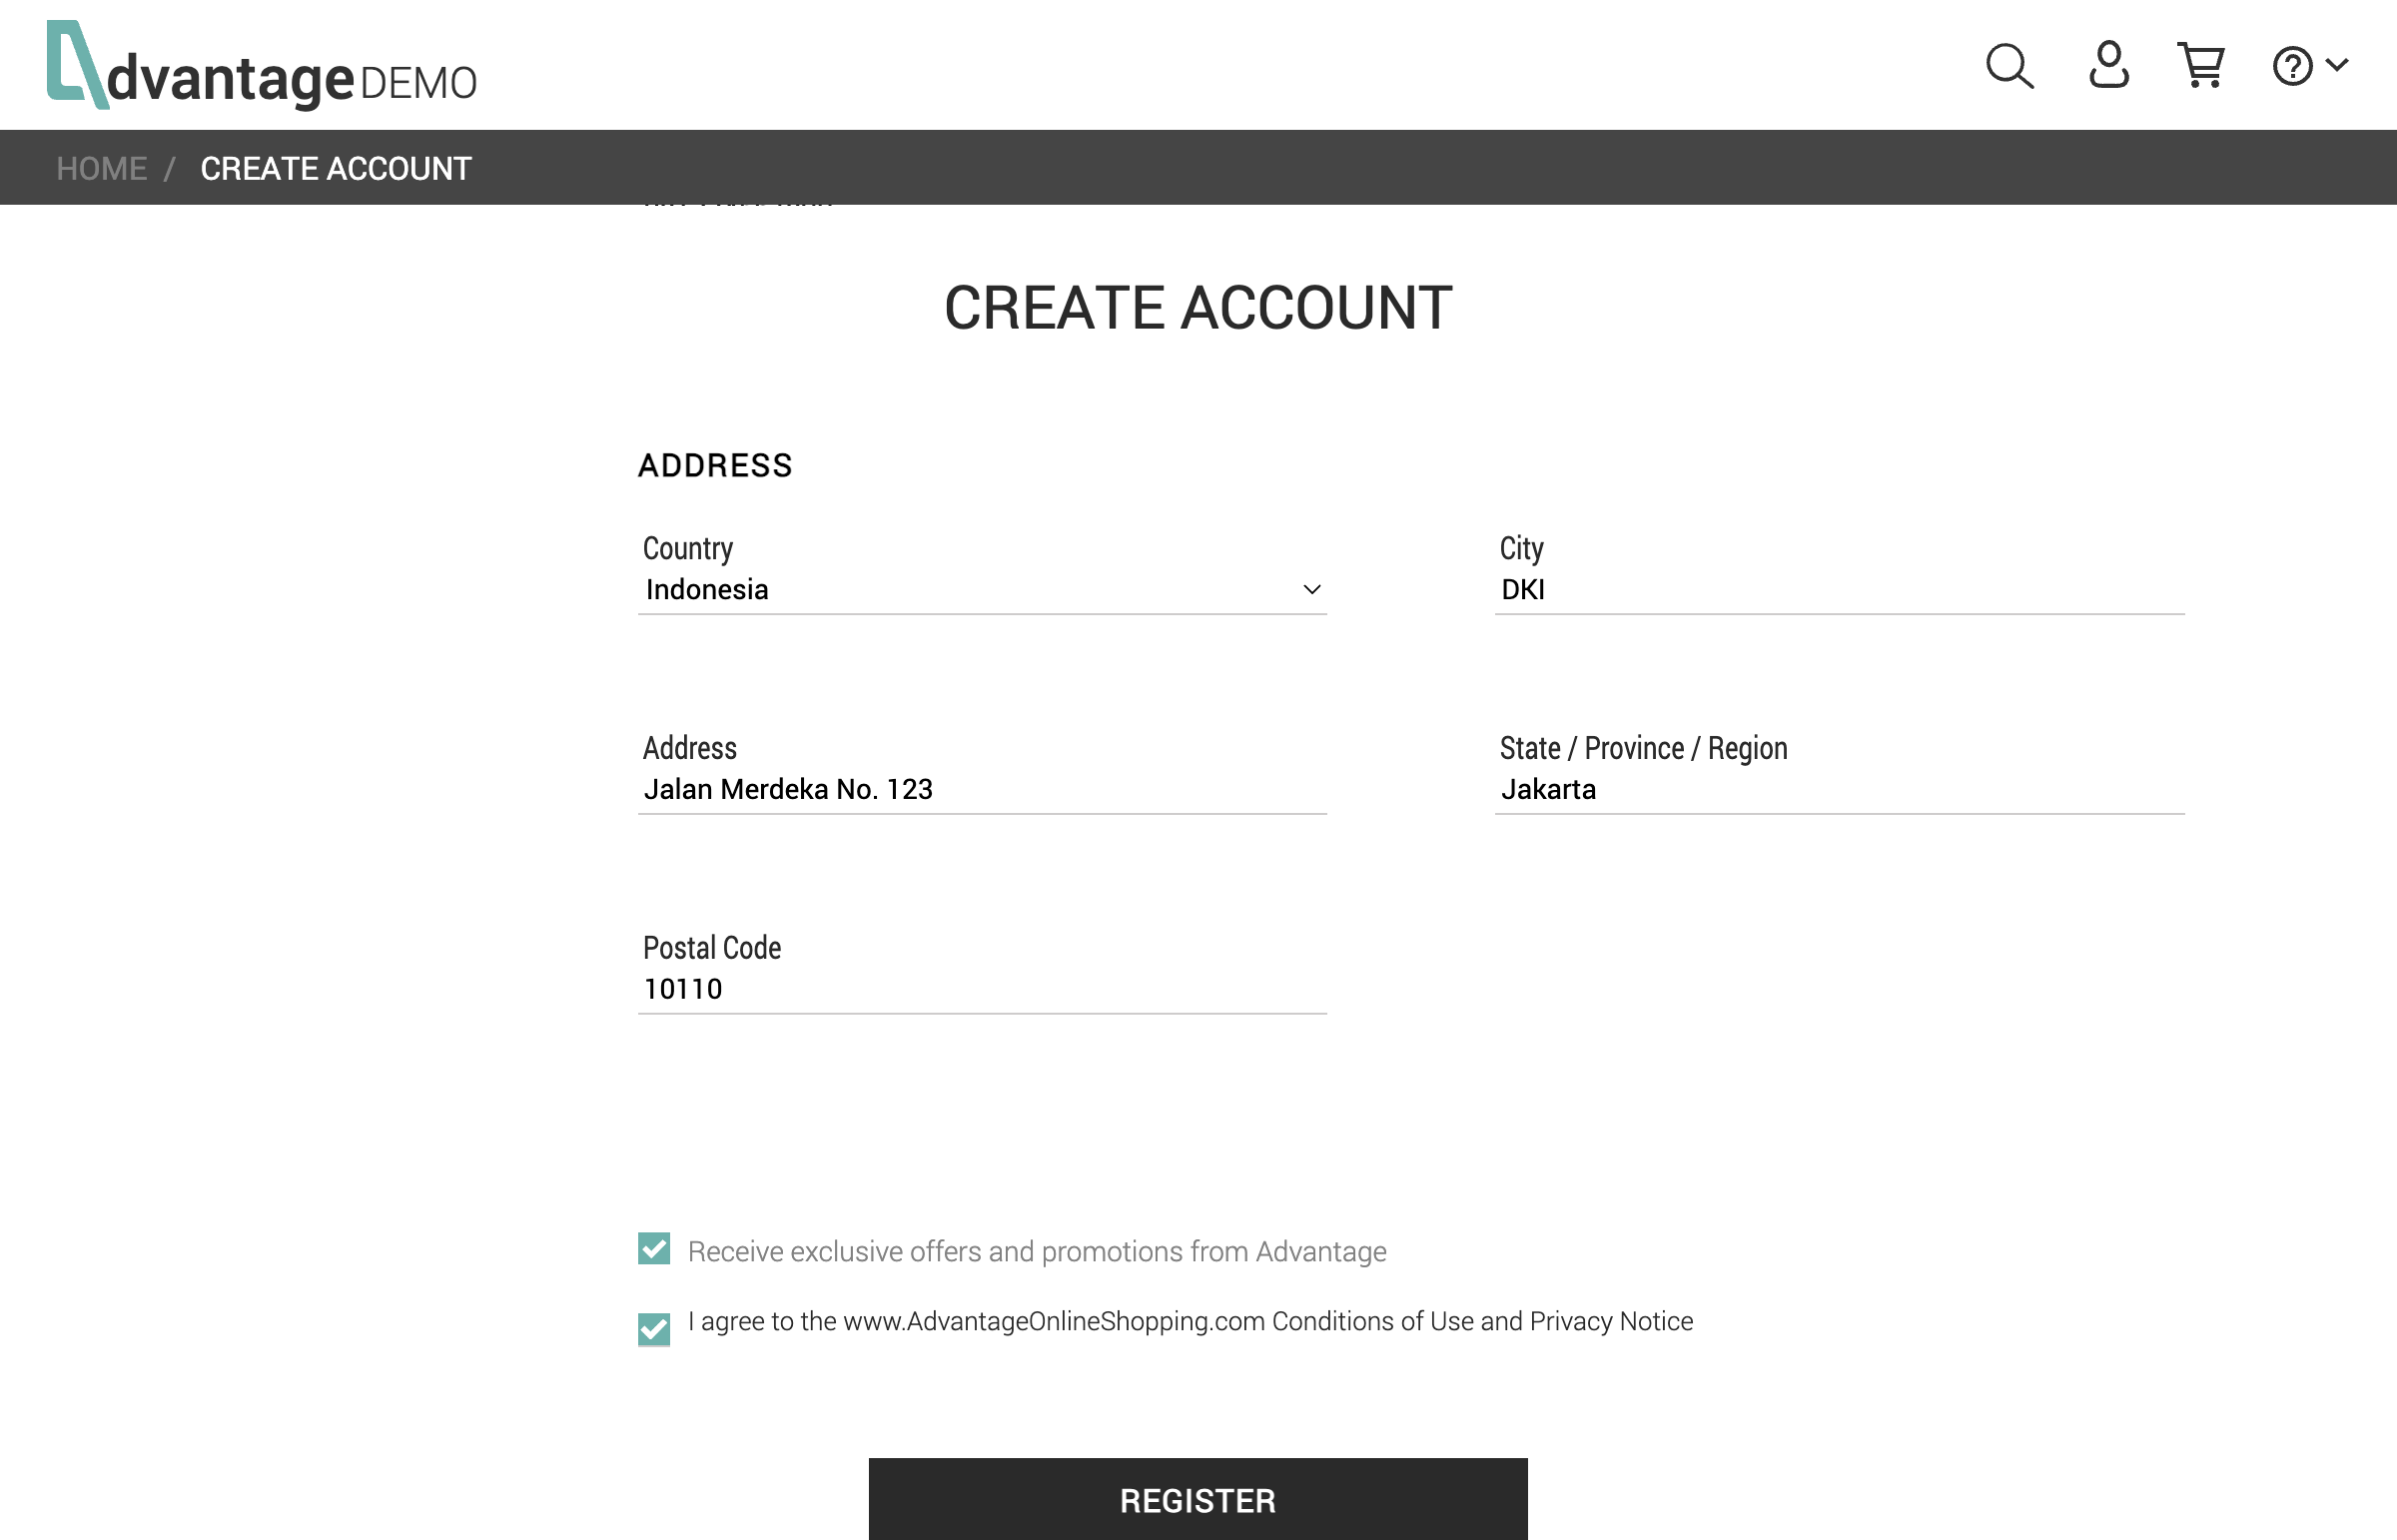 dvantage DEMO
HOME / CREATE ACCOUNT
CREATE ACCOUNT
ADDRESS
Country
Indonesia
City
DKI
Address
Jalan Merdeka No. 123
State / Province / Region
Jakarta
Postal Code
10110
Receive exclusive offers and promotions from Advantage
I agree to the www.AdvantageOnlineShopping.com Conditions of Use and Privacy Notice
REGISTER